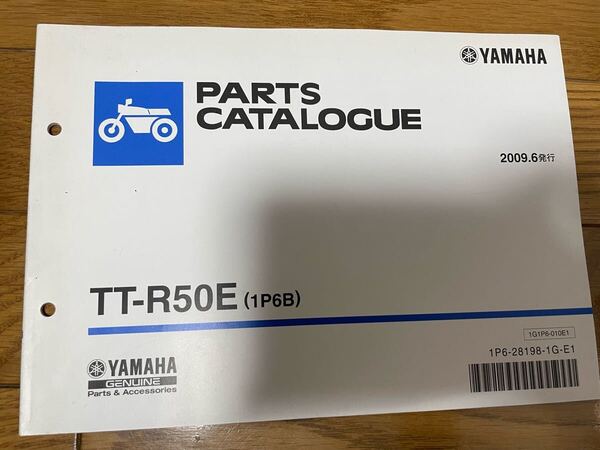 YAMAHA
PARTS
CATALOGUE
2009.6発行
TT-R50E (1P6B)
1G1P6-010E1
1P6-28198-1G-E1
YAMAHA
GENUINE
Parts & Accessories